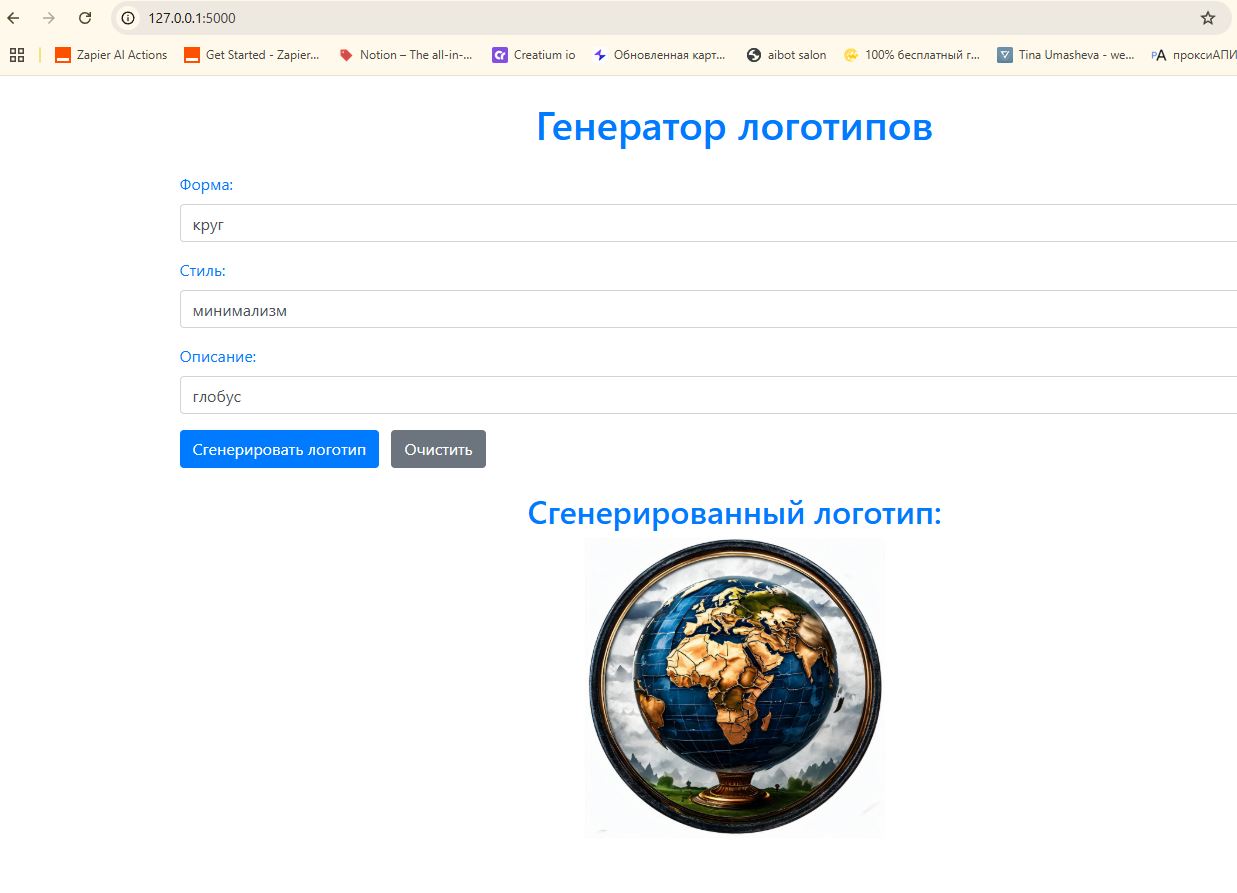 127.0.0.1:5000
Zapier AI Actions Get Started - Zapier... Notion – The all-in-... Creatium io Обновленная карт... aibot salon 100% бесплатный г... Tina Umasheva - we... проксиАПИ
Генератор логотипов
Форма:
круг
Стиль:
минимализм
Описание:
глобус
Сгенерировать логотип Очистить
Сгенерированный логотип: